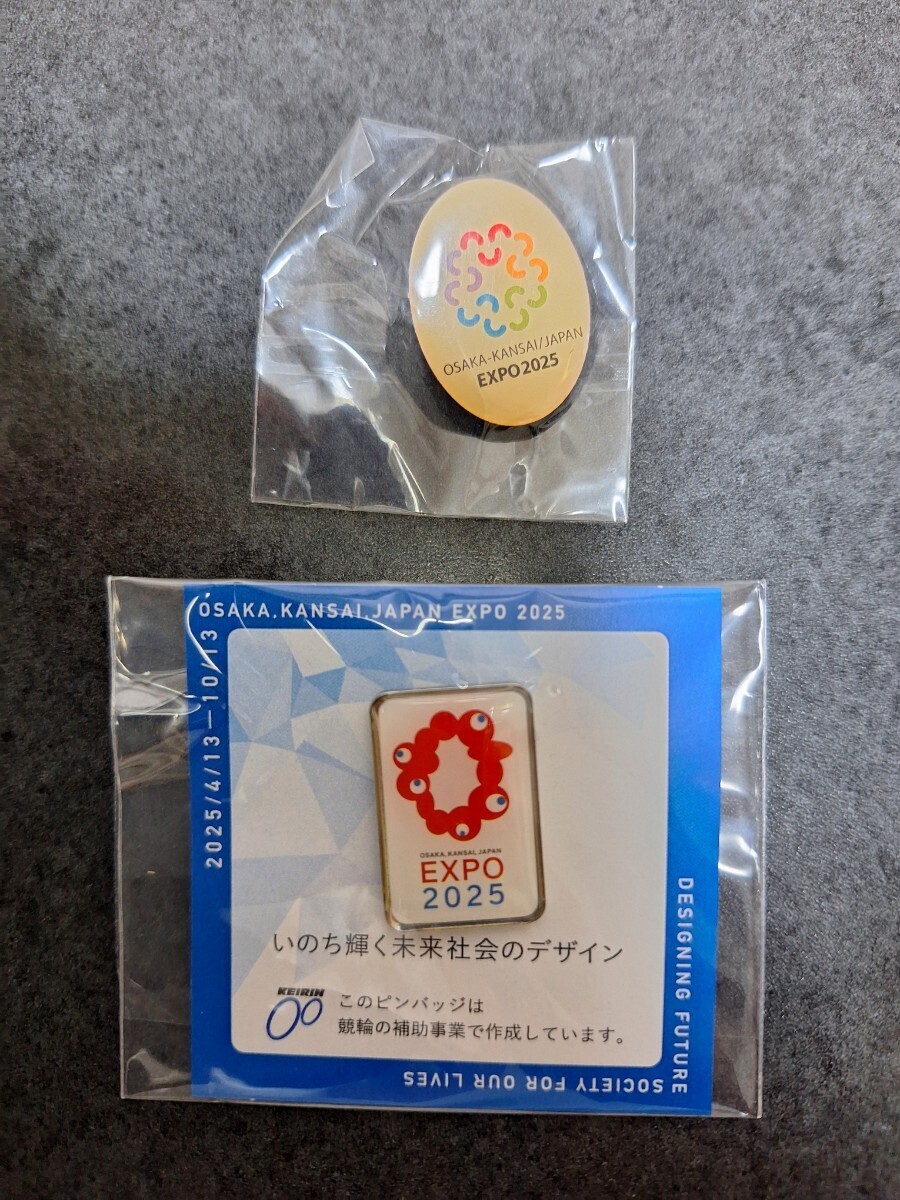 OSAKA-KANSAI/JAPAN
EXPO2025
OSAKA,KANSAI,JAPAN EXPO 2025
2025/4/13—10/13
OSAKA, KANSAI, JAPAN
EXPO
2025
いのち輝く未来社会のデザイン
KEIRIN
このピンバッジは
競輪の補助事業で作成しています。
DESIGNING FUTURE
SOCIETY FOR OUR LIVES